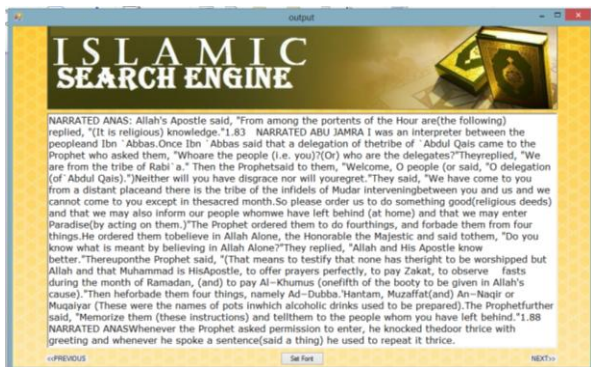 output
ISLAMIC
SEARCH ENGINE
NARRATED ANAS: Allah's Apostle said, "From among the portents of the Hour are(the following)
replied, "(It is religious) knowledge."1.83 NARRATED ABU JAMRA I was an interpreter between the
peopleand Ibn `Abbas.Once Ibn `Abbas said that a delegation of thetribe of `Abdul Qais came to the
Prophet who asked them, "Whoare the people (i.e. you)?(Or) who are the delegates?"Theyreplied, "We
are from the tribe of Rabi`a." Then the Prophetsaid to them, "Welcome, O people (or said, "O delegation
(of `Abdul Qais).")Neither will you have disgrace nor will youregret."They said, "We have come to you
from a distant placeand there is the tribe of the infidels of Mudar interveningbetween you and us and we
cannot come to you except in thesacred month.So please order us to do something good(religious deeds)
and that we may also inform our people whomwe have left behind (at home) and that we may enter
Paradise(by acting on them.)"The Prophet ordered them to do fourthings, and forbade them from four
things.He ordered them tobelieve in Allah Alone, the Honorable the Majestic and said tothem, "Do you
know what is meant by believing in Allah Alone?"They replied, "Allah and His Apostle know
better."Thereuponthe Prophet said, "(That means to testify that none has theright to be worshipped but
Allah and that Muhammad is HisApostle, to offer prayers perfectly, to pay Zakat, to observe fasts
during the month of Ramadan, (and) to pay Al-Khumus (onefifth of the booty to be given in Allah's
cause)."Then heforbade them four things, namely Ad-Dubba.'Hantam, Muzaffat(and) An-Naqir or
Muqaiyar (These were the names of pots inwhich alcoholic drinks used to be prepared).The Prophetfurther
said, "Memorize them (these instructions) and tellthem to the people whom you have left behind."1.88
NARRATED ANASWhenever the Prophet asked permission to enter, he knocked thedoor thrice with
greeting and whenever he spoke a sentence(said a thing) he used to repeat it thrice.
<<PREVIOUS Set Font NEXT>>